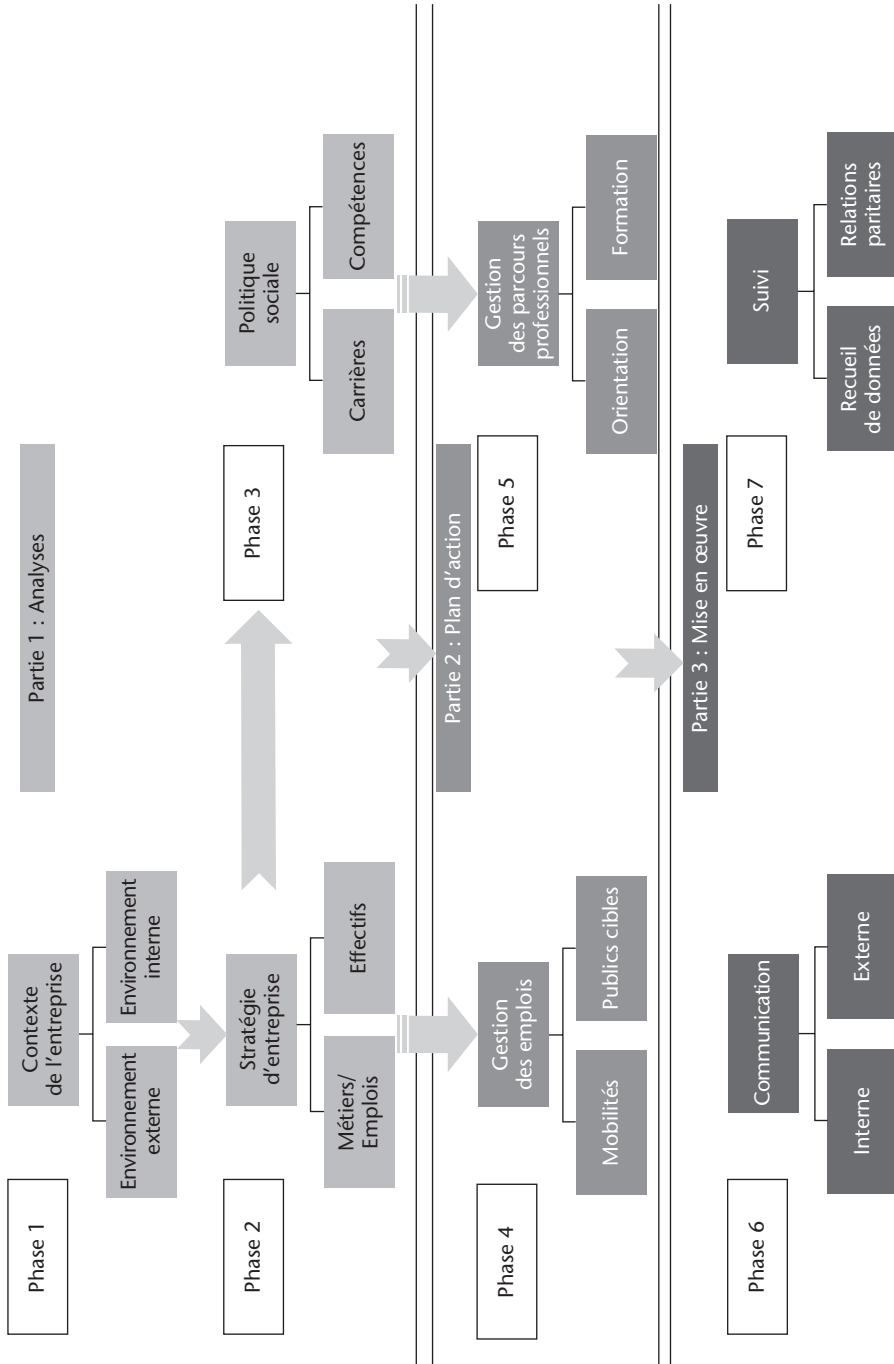 Partie 1 : Analyses
Phase 1
Contexte
de l'entreprise
Environnement
externe
Environnement
interne
Phase 2
Stratégie
d'entreprise
Métiers/
Emplois
Effectifs
Phase 3
Politique
sociale
Carrières
Compétences
Partie 2 : Plan d'action
Phase 4
Gestion
des emplois
Mobilités
Publics cibles
Phase 5
Gestion
des parcours
professionnels
Orientation
Formation
Partie 3 : Mise en œuvre
Phase 6
Communication
Interne
Externe
Phase 7
Suivi
Recueil
de données
Relations
paritaires